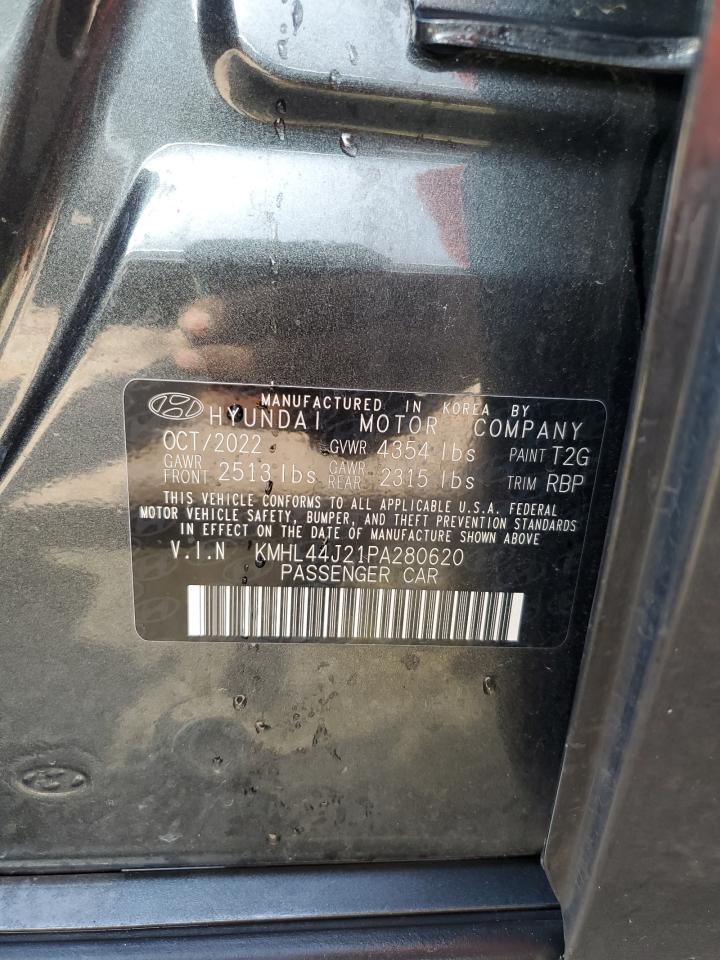 MANUFACTURED IN KOREA BY
HYUNDAI MOTOR COMPANY
OCT/2022 GVWR 4354 lbs PAINT T2G
GAWR FRONT 2513 lbs GAWR REAR 2315 lbs TRIM RBP
THIS VEHICLE CONFORMS TO ALL APPLICABLE U.S.A. FEDERAL
MOTOR VEHICLE SAFETY, BUMPER, AND THEFT PREVENTION STANDARDS
IN EFFECT ON THE DATE OF MANUFACTURE SHOWN ABOVE
V.I.N KMHL44J21PA280620
PASSENGER CAR